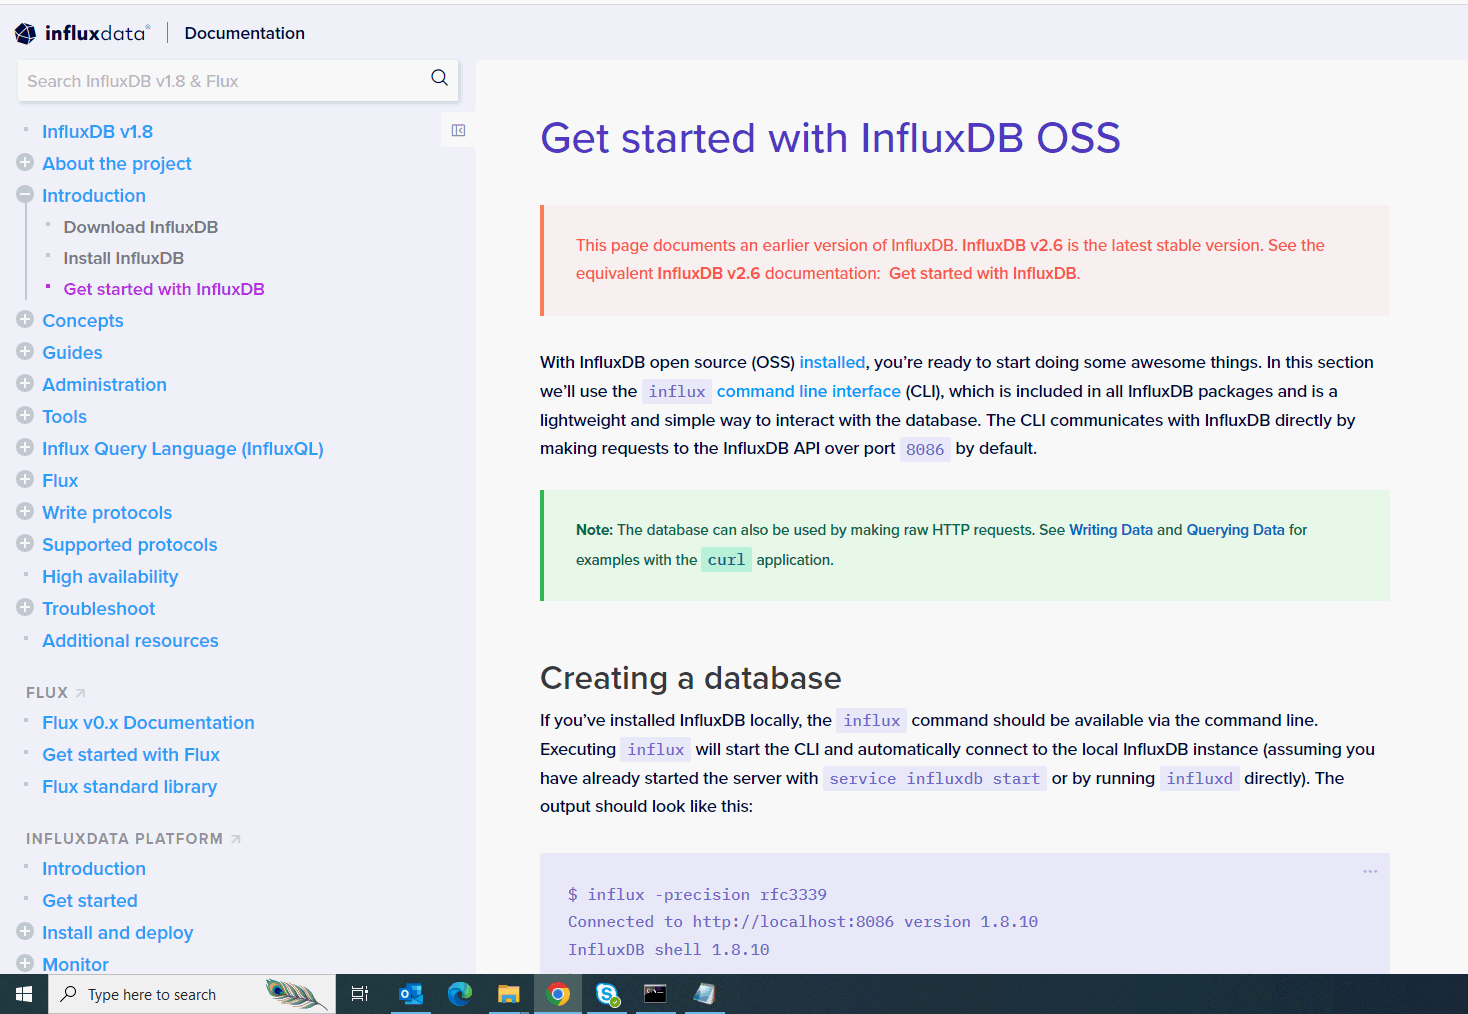 influxdata® Documentation
Search InfluxDB v1.8 & Flux
InfluxDB v1.8
About the project
Introduction
Download InfluxDB
Install InfluxDB
Get started with InfluxDB
Concepts
Guides
Administration
Tools
Influx Query Language (InfluxQL)
Flux
Write protocols
Supported protocols
High availability
Troubleshoot
Additional resources
FLUX
Flux v0.x Documentation
Get started with Flux
Flux standard library
INFLUXDATA PLATFORM
Introduction
Get started
Install and deploy
Monitor
Get started with InfluxDB OSS
This page documents an earlier version of InfluxDB. InfluxDB v2.6 is the latest stable version. See the
equivalent InfluxDB v2.6 documentation: Get started with InfluxDB.
With InfluxDB open source (OSS) installed, you’re ready to start doing some awesome things. In this section
we’ll use the influx command line interface (CLI), which is included in all InfluxDB packages and is a
lightweight and simple way to interact with the database. The CLI communicates with InfluxDB directly by
making requests to the InfluxDB API over port 8086 by default.
Note: The database can also be used by making raw HTTP requests. See Writing Data and Querying Data for
examples with the curl application.
Creating a database
If you’ve installed InfluxDB locally, the influx command should be available via the command line.
Executing influx will start the CLI and automatically connect to the local InfluxDB instance (assuming you
have already started the server with service influxdb start or by running influxd directly). The
output should look like this:
$ influx -precision rfc3339
Connected to http://localhost:8086 version 1.8.10
InfluxDB shell 1.8.10
Type here to search